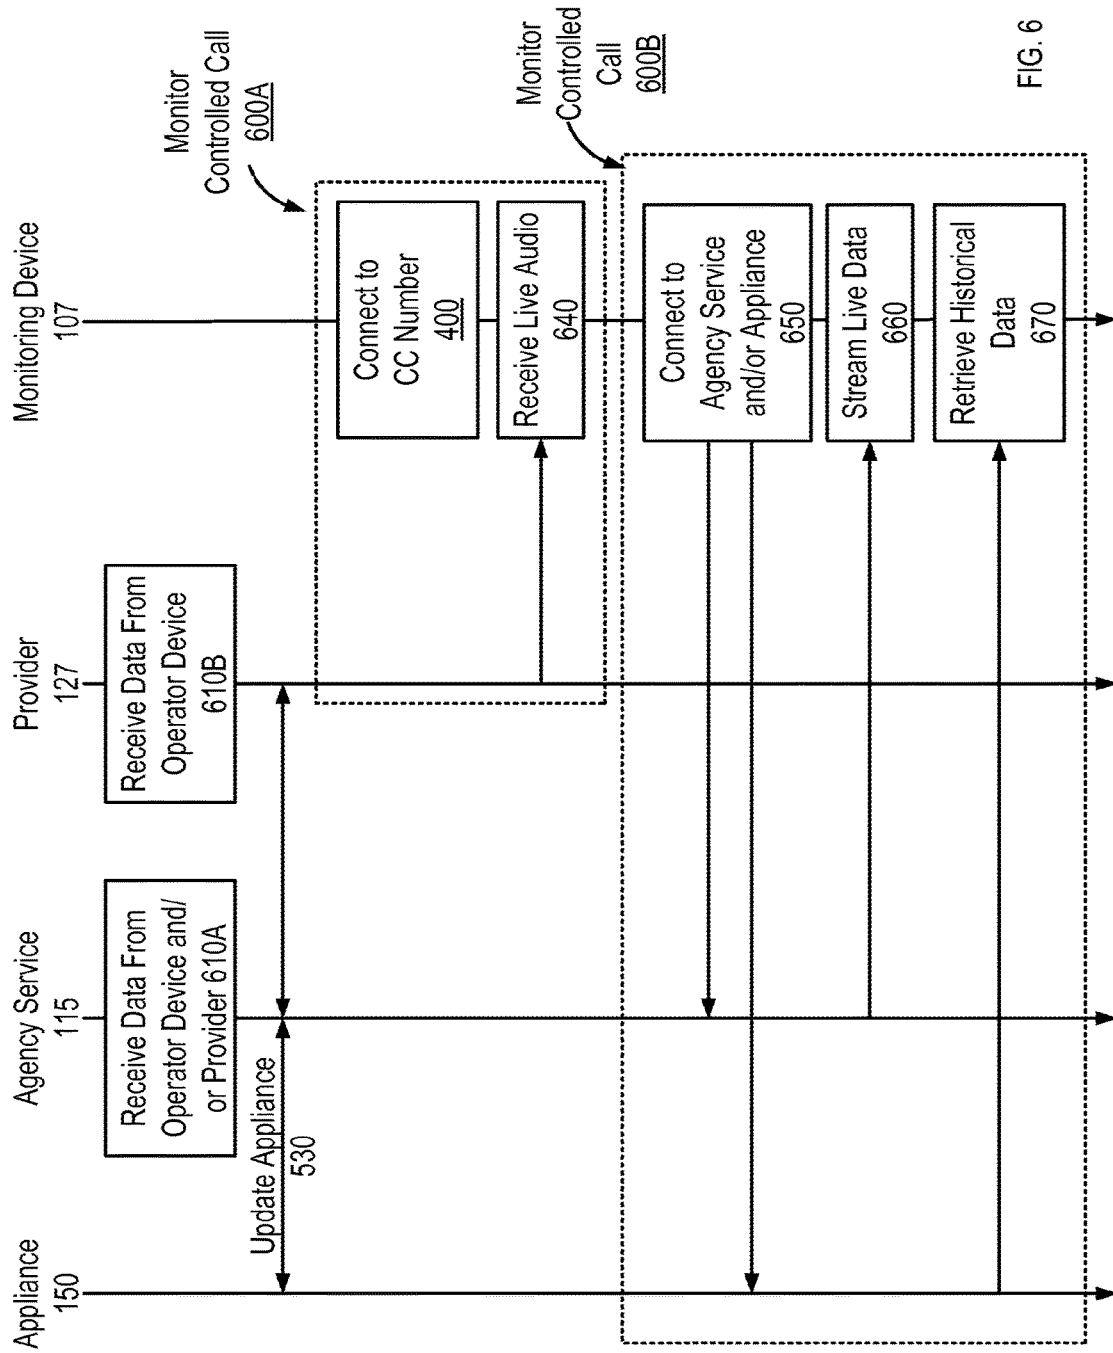 Appliance
150
Agency Service
115
Provider
127
Monitoring Device
107
Receive Data From
Operator Device and/
or Provider 610A
Receive Data From
Operator Device
610B
Update Appliance
530
Monitor
Controlled Call
600A
Connect to
CC Number
400
Receive Live Audio
640
Monitor
Controlled
Call
600B
Connect to
Agency Service
and/or Appliance
650
Stream Live Data
660
Retrieve Historical
Data
670
FIG. 6